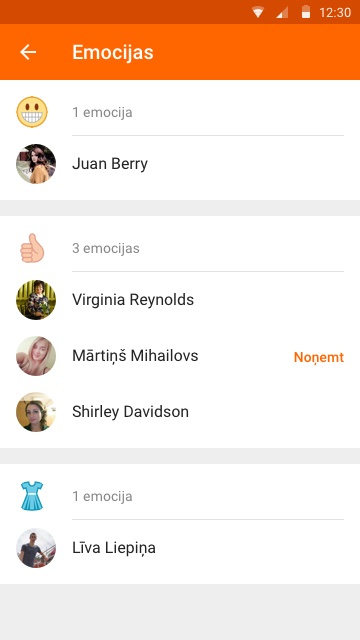 12:30
Emocijas
1 emocija
Juan Berry
3 emocijas
Virginia Reynolds
Mārtiņš Mihailovs
Noņemt
Shirley Davidson
1 emocija
Līva Liepiņa